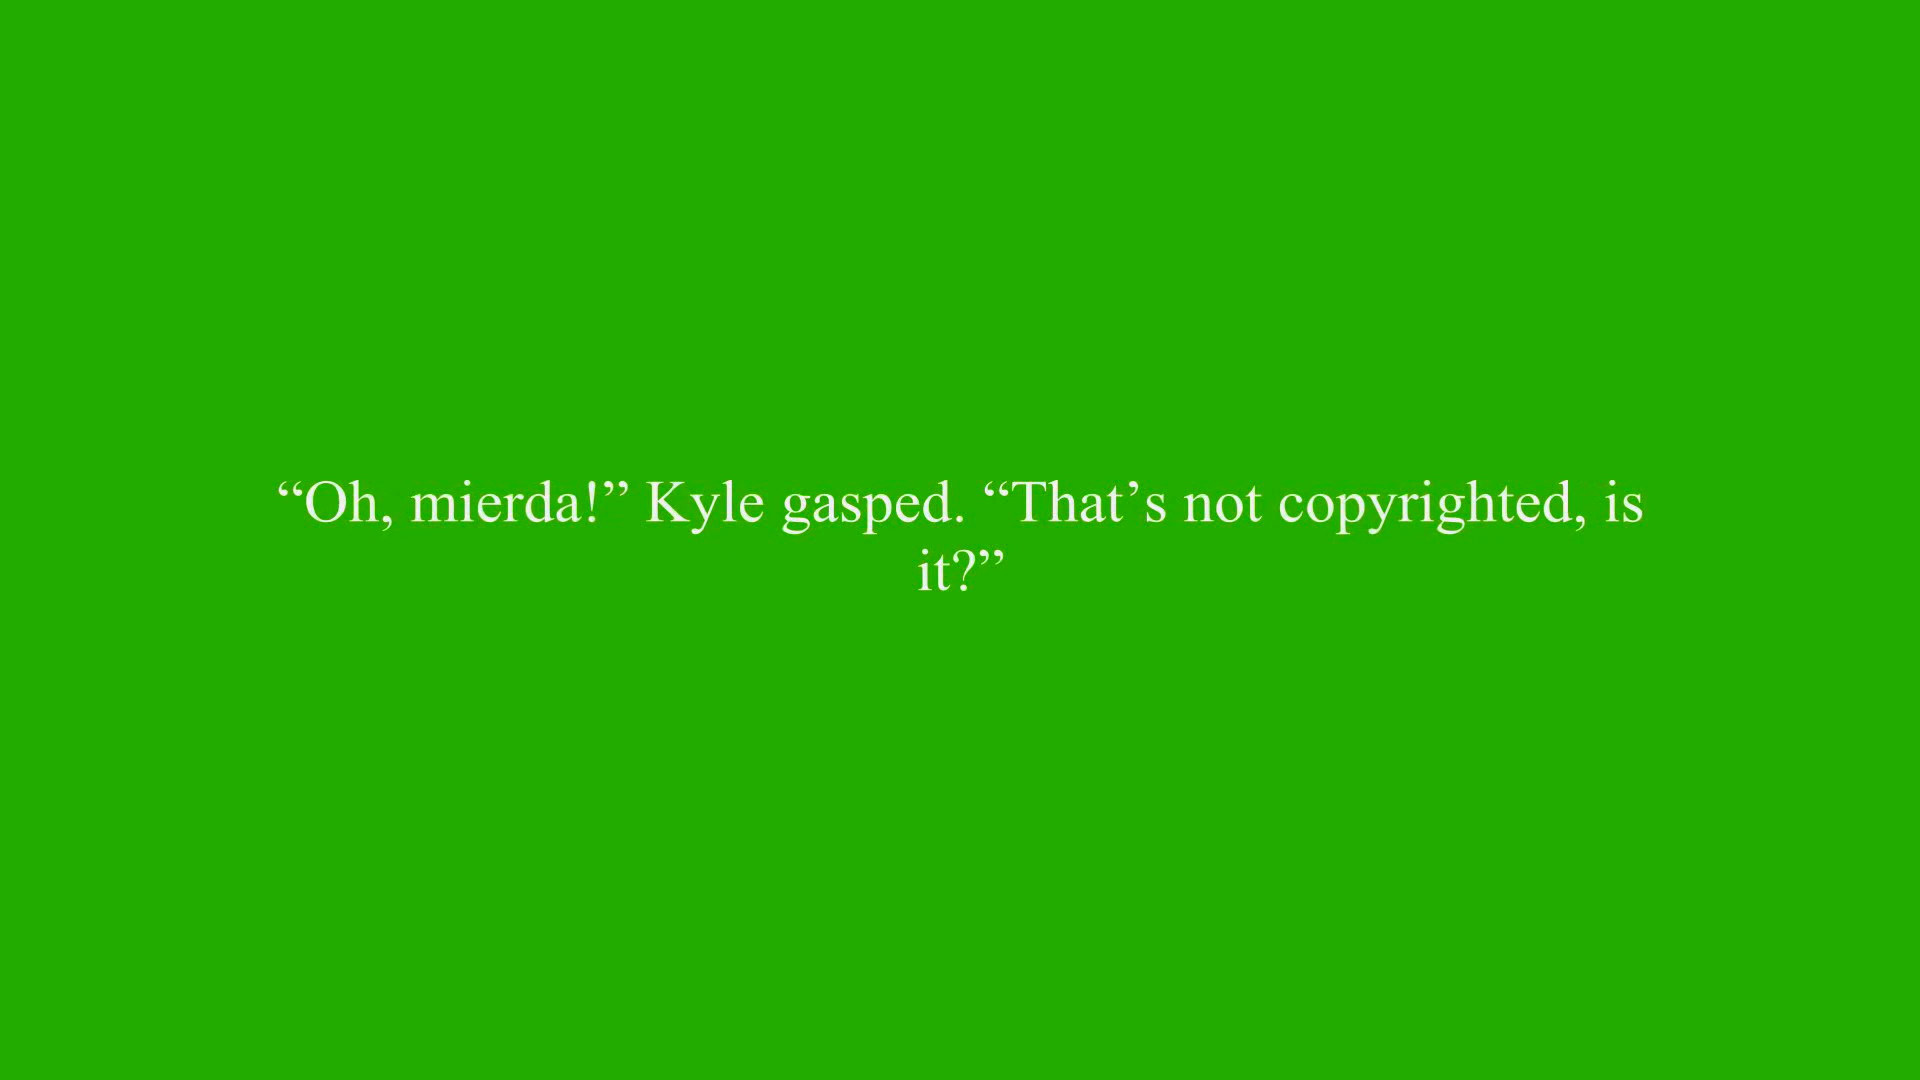 “Oh, mierda!” Kyle gasped. “That’s not copyrighted, is
it?”